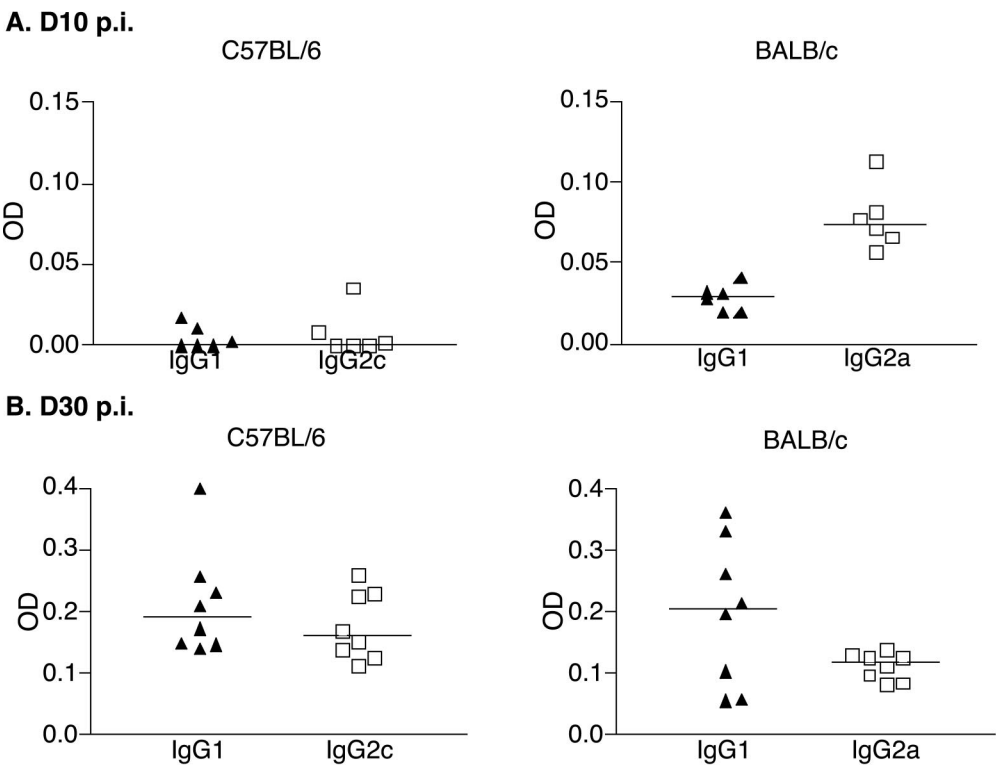 A. D10 p.i.
C57BL/6
BALB/c
0.15
0.10
0.05
0.00
OD
IgG1
IgG2c
0.15
0.10
0.05
0.00
OD
IgG1
IgG2a
B. D30 p.i.
C57BL/6
BALB/c
0.4
0.3
0.2
0.1
0.0
OD
IgG1
IgG2c
0.4
0.3
0.2
0.1
0.0
OD
IgG1
IgG2a